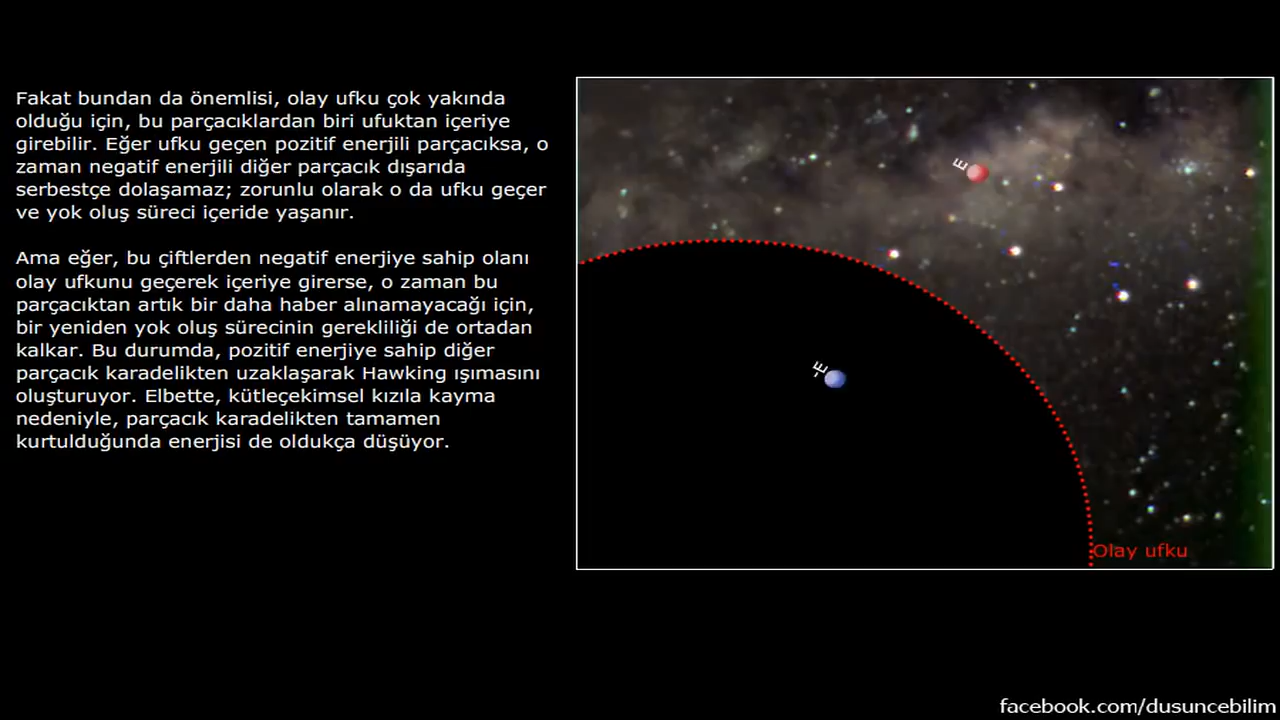 Fakat bundan da önemlisi, olay ufku çok yakında
olduğu için, bu parçacıklardan biri ufuktan içeriye
girebilir. Eğer ufku geçen pozitif enerjili parçacıksa, o
zaman negatif enerjili diğer parçacık dışarıda
serbestçe dolaşamaz; zorunlu olarak o da ufku geçer
ve yok oluş süreci içeride yaşanır.
Ama eğer, bu çiftlerden negatif enerjiye sahip olanı
olay ufkunu geçerek içeriye girerse, o zaman bu
parçacıktan artık bir daha haber alınamayacağı için,
bir yeniden yok oluş sürecinin gerekliliği de ortadan
kalkar. Bu durumda, pozitif enerjiye sahip diğer
parçacık karadelikten uzaklaşarak Hawking ışımasını
oluşturuyor. Elbette, kütleçekimsel kızıla kayma
nedeniyle, parçacık karadelikten tamamen
kurtulduğunda enerjisi de oldukça düşüyor.
E
-E
Olay ufku
facebook.com/dusuncebilim